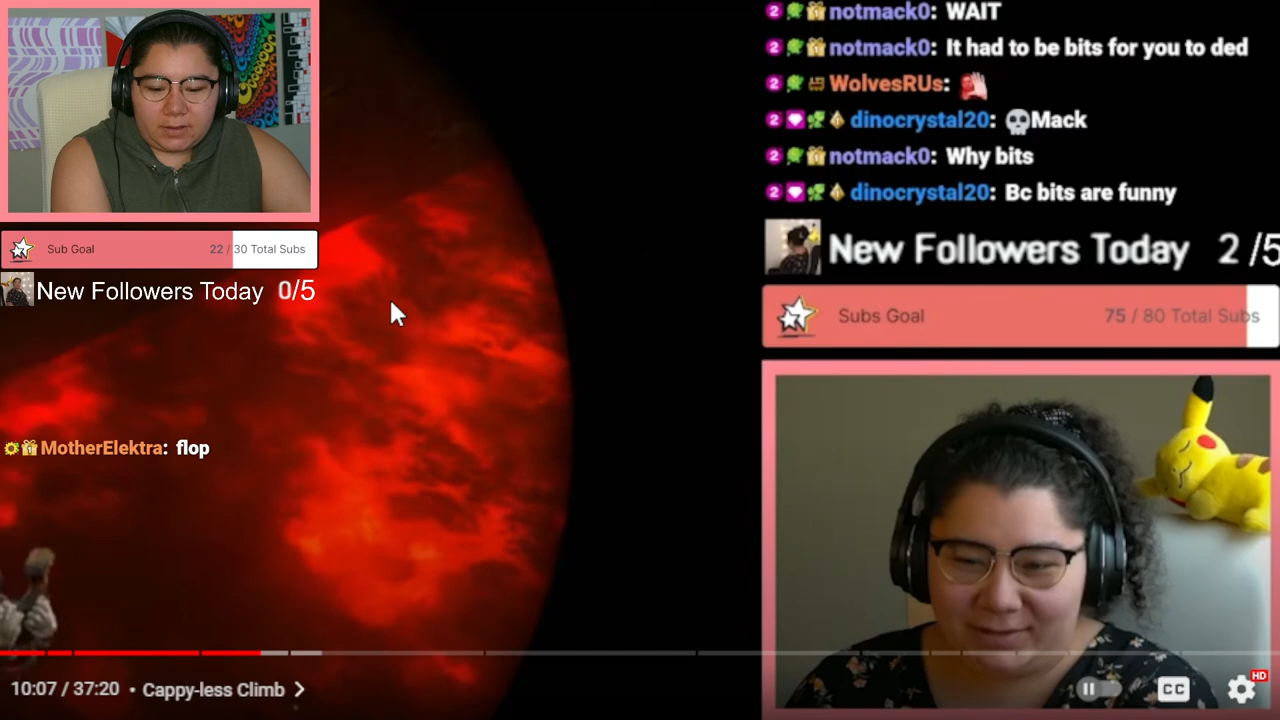 notmack0: WAIT
notmack0: It had to be bits for you to ded
WolvesRUs:
dinocrystal20: Mack
notmack0: Why bits
dinocrystal20: Bc bits are funny
New Followers Today 2 /5
Subs Goal 75 / 80 Total Subs
Sub Goal 22 / 30 Total Subs
New Followers Today 0/5
MotherElektra: flop
10:07 / 37:20 • Cappy-less Climb
CC
HD